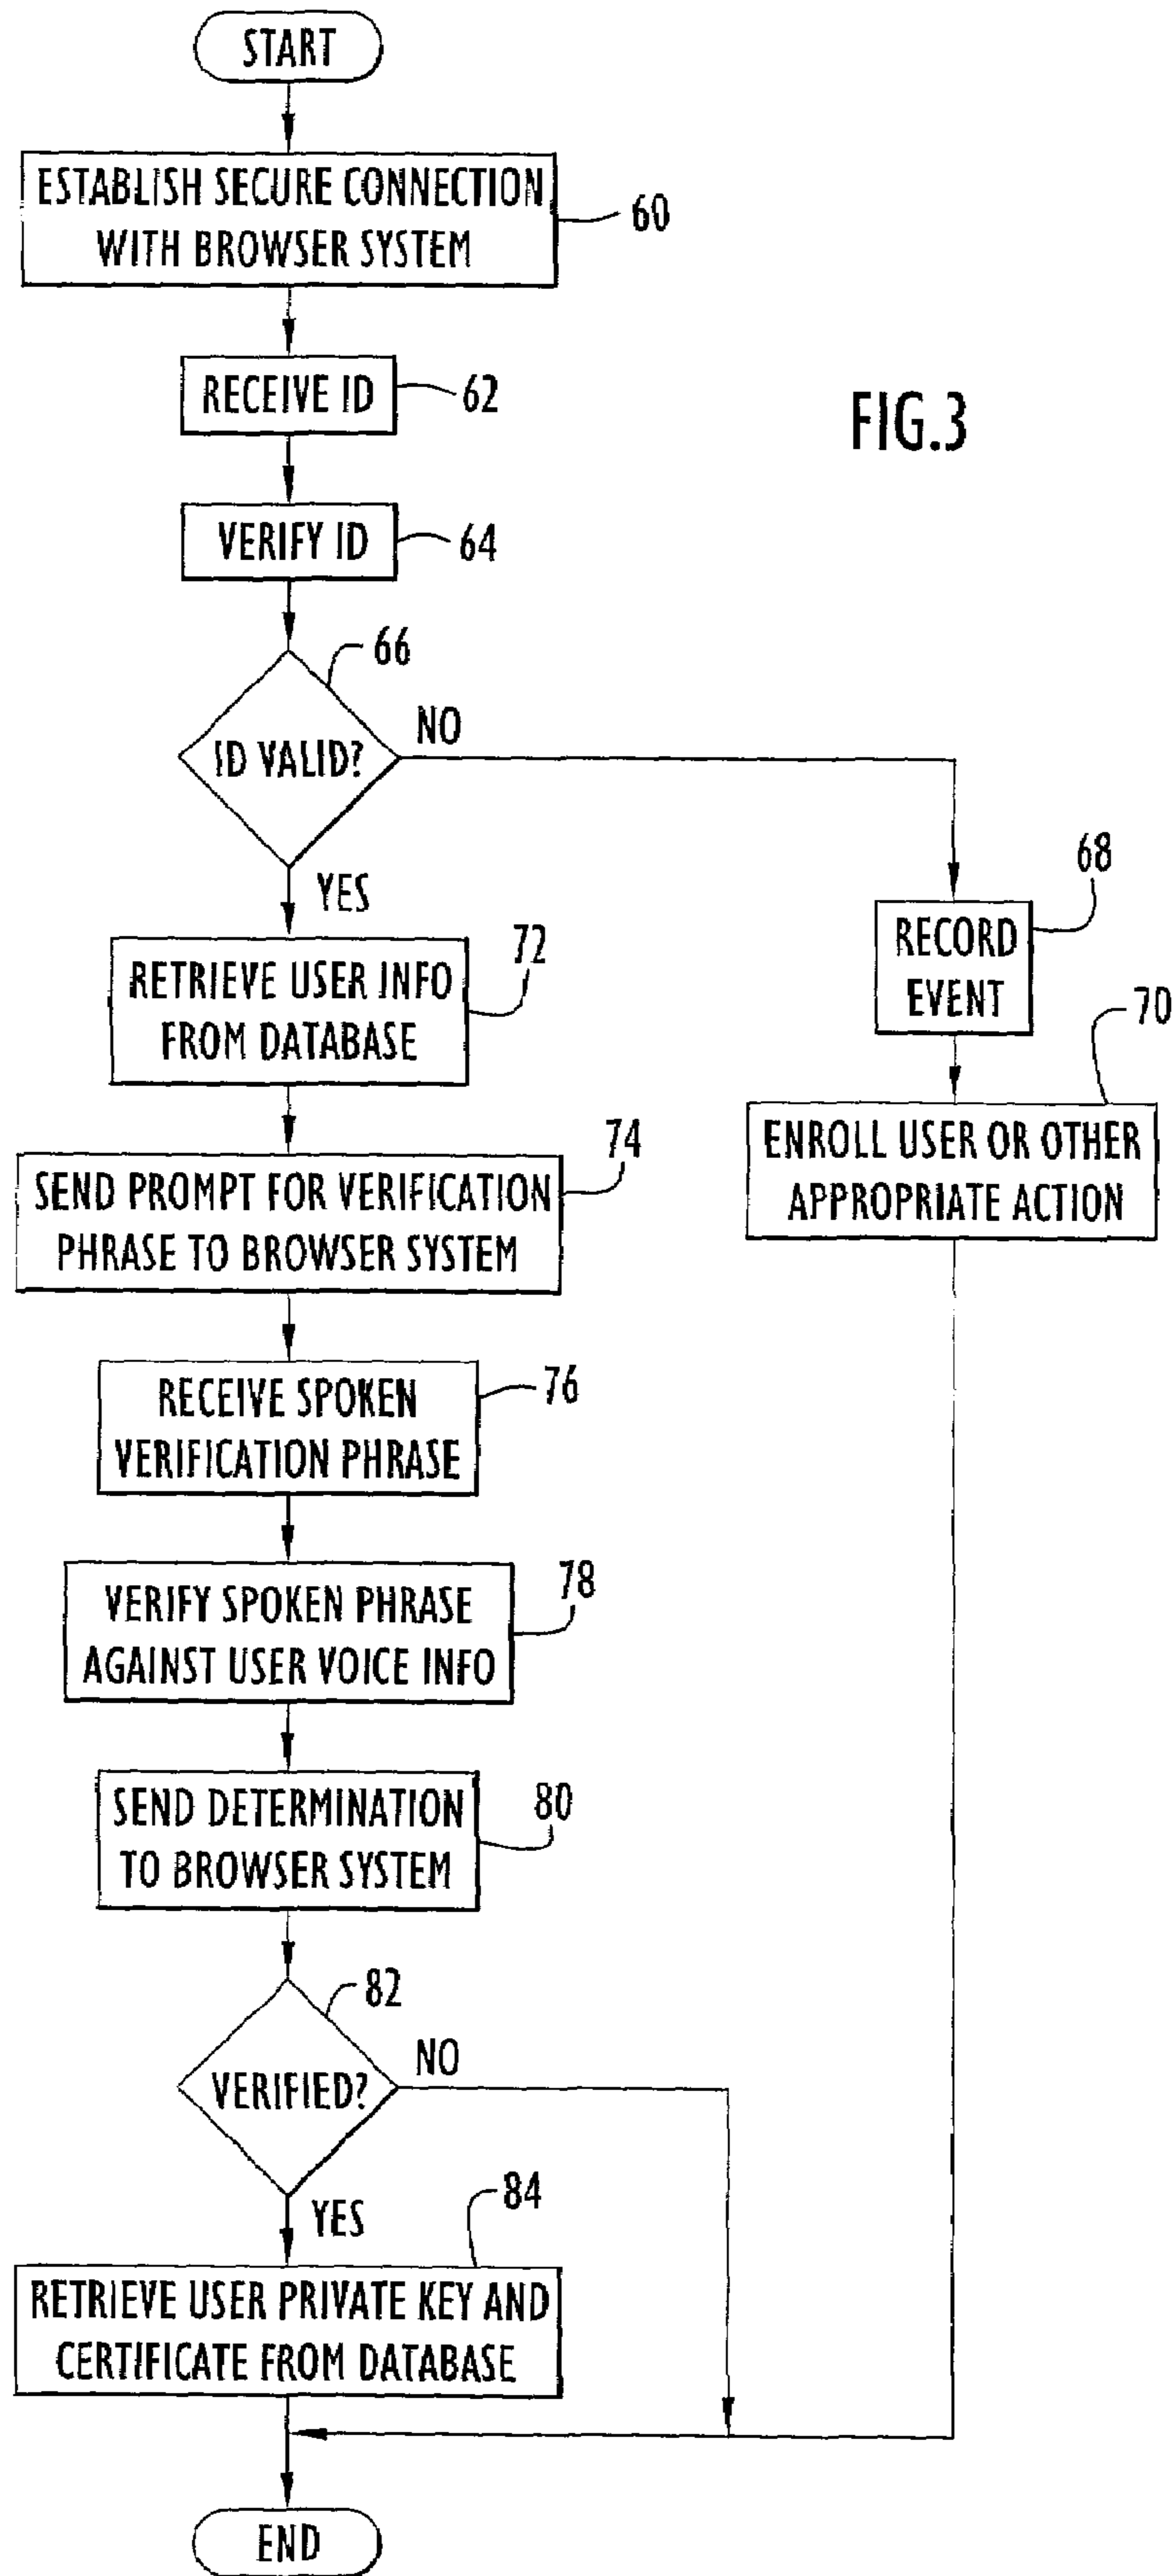 START
ESTABLISH SECURE CONNECTION
WITH BROWSER SYSTEM
60
RECEIVE ID
62
FIG.3
VERIFY ID
64
66
ID VALID?
NO
YES
68
RECORD
EVENT
72
RETRIEVE USER INFO
FROM DATABASE
70
ENROLL USER OR OTHER
APPROPRIATE ACTION
74
SEND PROMPT FOR VERIFICATION
PHRASE TO BROWSER SYSTEM
RECEIVE SPOKEN
VERIFICATION PHRASE
76
VERIFY SPOKEN PHRASE
AGAINST USER VOICE INFO
78
SEND DETERMINATION
TO BROWSER SYSTEM
80
82
VERIFIED?
NO
YES
84
RETRIEVE USER PRIVATE KEY AND
CERTIFICATE FROM DATABASE
END